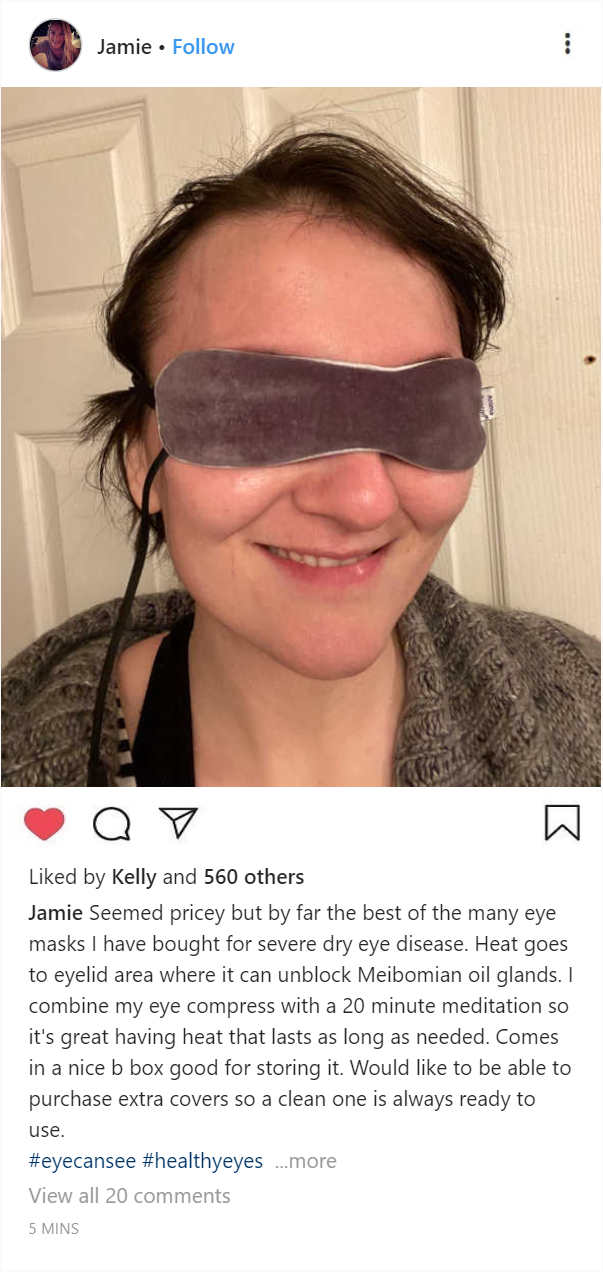 Jamie • Follow
Liked by Kelly and 560 others
Jamie Seemed pricey but by far the best of the many eye
masks I have bought for severe dry eye disease. Heat goes
to eyelid area where it can unblock Meibomian oil glands. I
combine my eye compress with a 20 minute meditation so
it's great having heat that lasts as long as needed. Comes
in a nice b box good for storing it. Would like to be able to
purchase extra covers so a clean one is always ready to
use.
#eyecansee #healthyeyes ...more
View all 20 comments
5 MINS